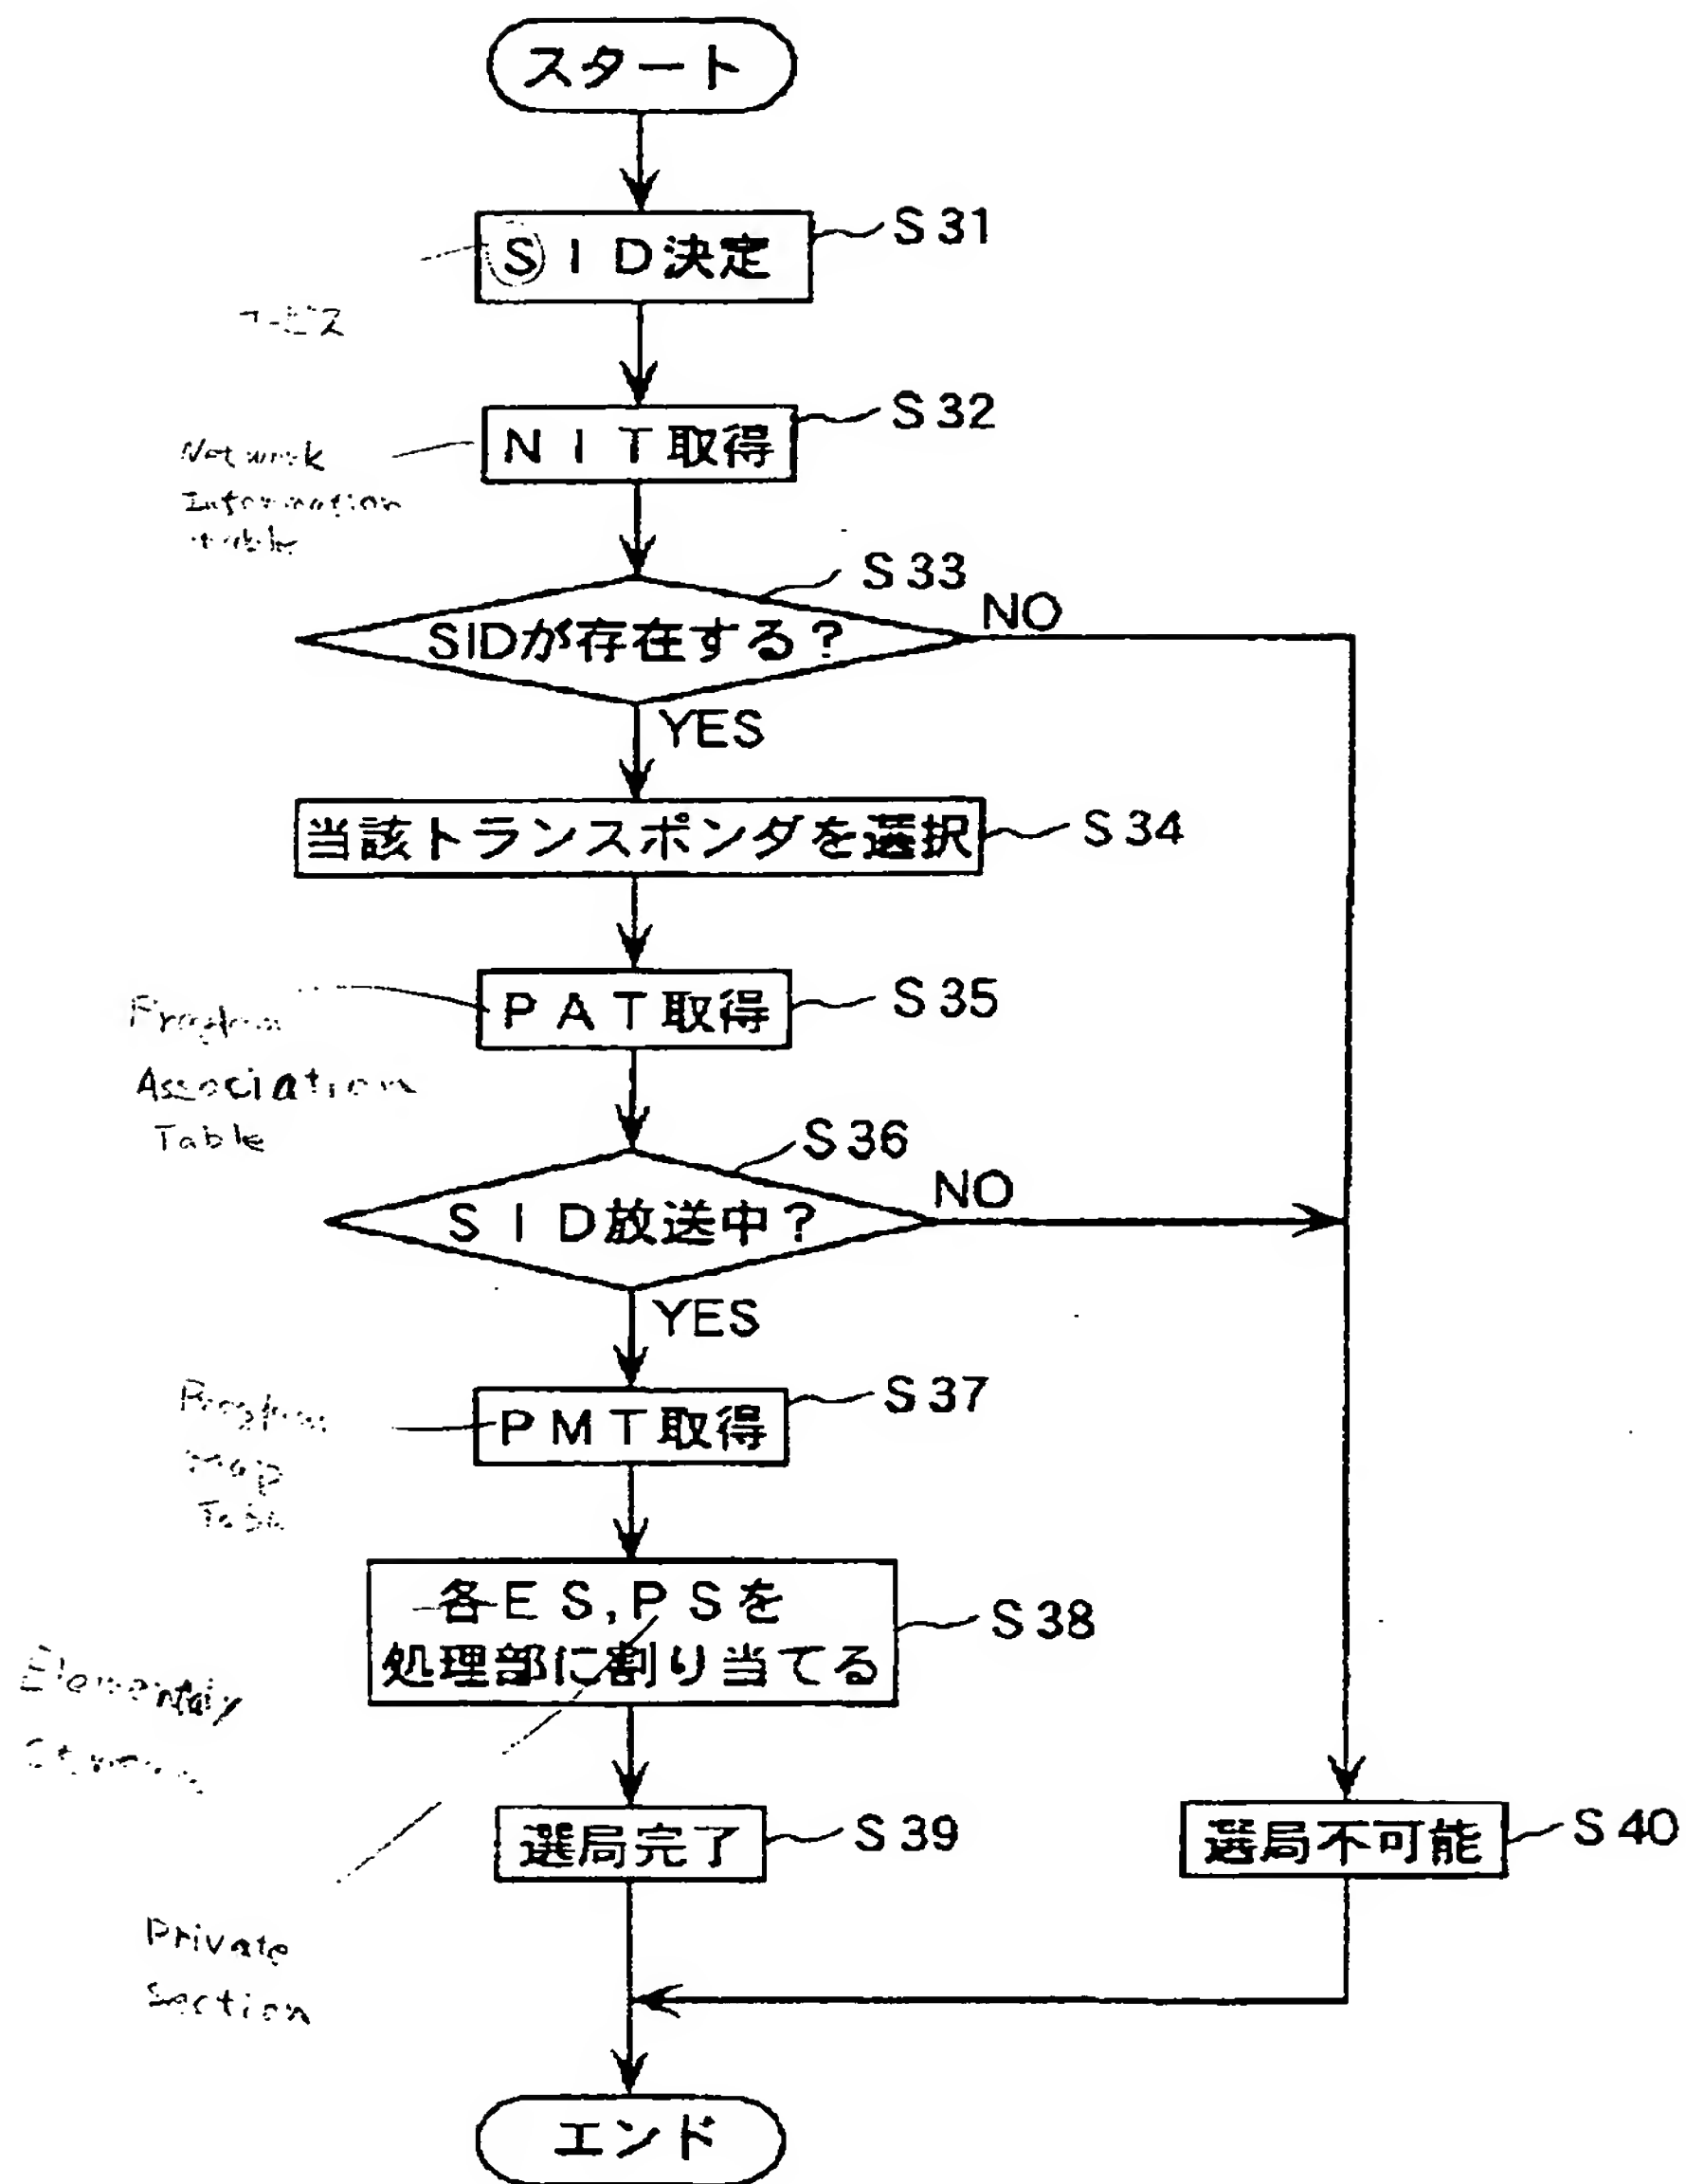 スタート
SID決定
S31
NIT取得
S32
Network
Information
table
S33
SIDが存在する?
NO
YES
当該トランスポンダを選択
S34
PAT取得
S35
Association
Table
S36
SID放送中?
NO
YES
PMT取得
S37
Map
各ES,PSを
処理部に割り当てる
S38
Elementary
選局完了
S39
選局不可能
S40
Private
Section
エンド